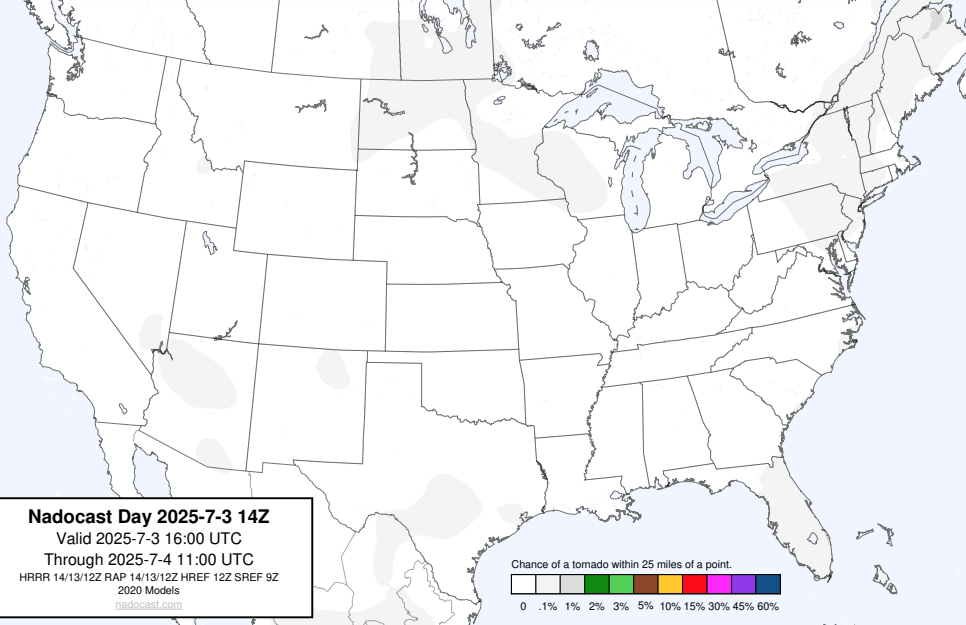 Nadocast Day 2025-7-3 14Z
Valid 2025-7-3 16:00 UTC
Through 2025-7-4 11:00 UTC
HRRR 14/13/12Z RAP 14/13/12Z HREF 12Z SREF 9Z
2020 Models
nadocast.com
Chance of a tornado within 25 miles of a point.
0 .1% 1% 2% 3% 5% 10% 15% 30% 45% 60%